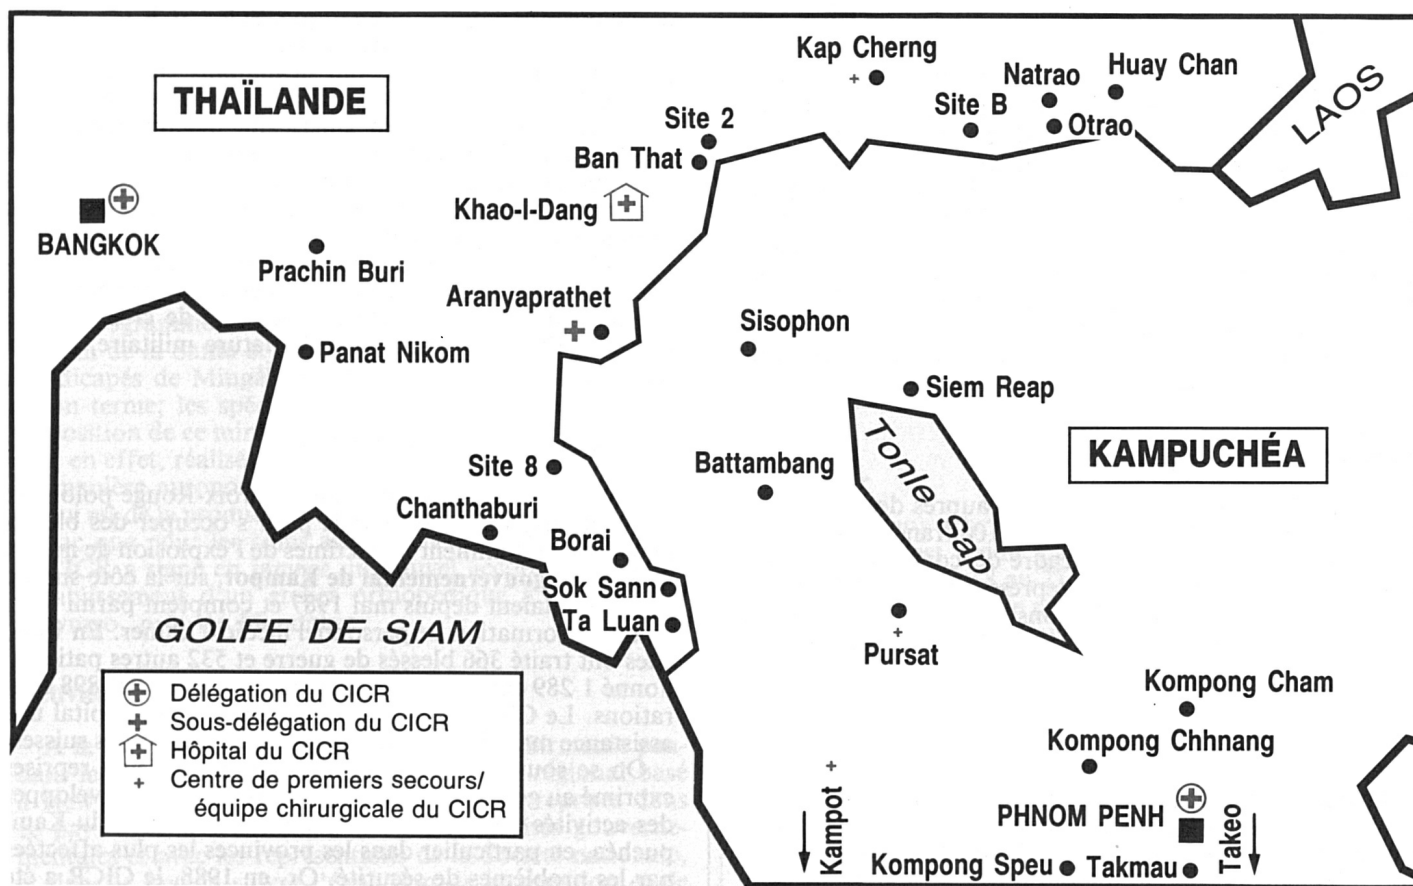 THAÏLANDE
Kap Cherng
Natrao
Huay Chan
LAOS
Site 2
Site B
Otrao
Ban That
Khao-I-Dang
BANGKOK
Prachin Buri
Aranyaprathet
Sisophon
Panat Nikom
Siem Reap
Tonle Sap
KAMPUCHÉA
Site 8
Battambang
Chanthaburi
Borai
Sok Sann
Ta Luan
GOLFE DE SIAM
Pursat
Délégation du CICR
Sous-délégation du CICR
Hôpital du CICR
Centre de premiers secours/
équipe chirurgicale du CICR
Kompong Cham
Kompong Chhnang
PHNOM PENH
Kampot
Takeo
Kompong Speu
Takmau